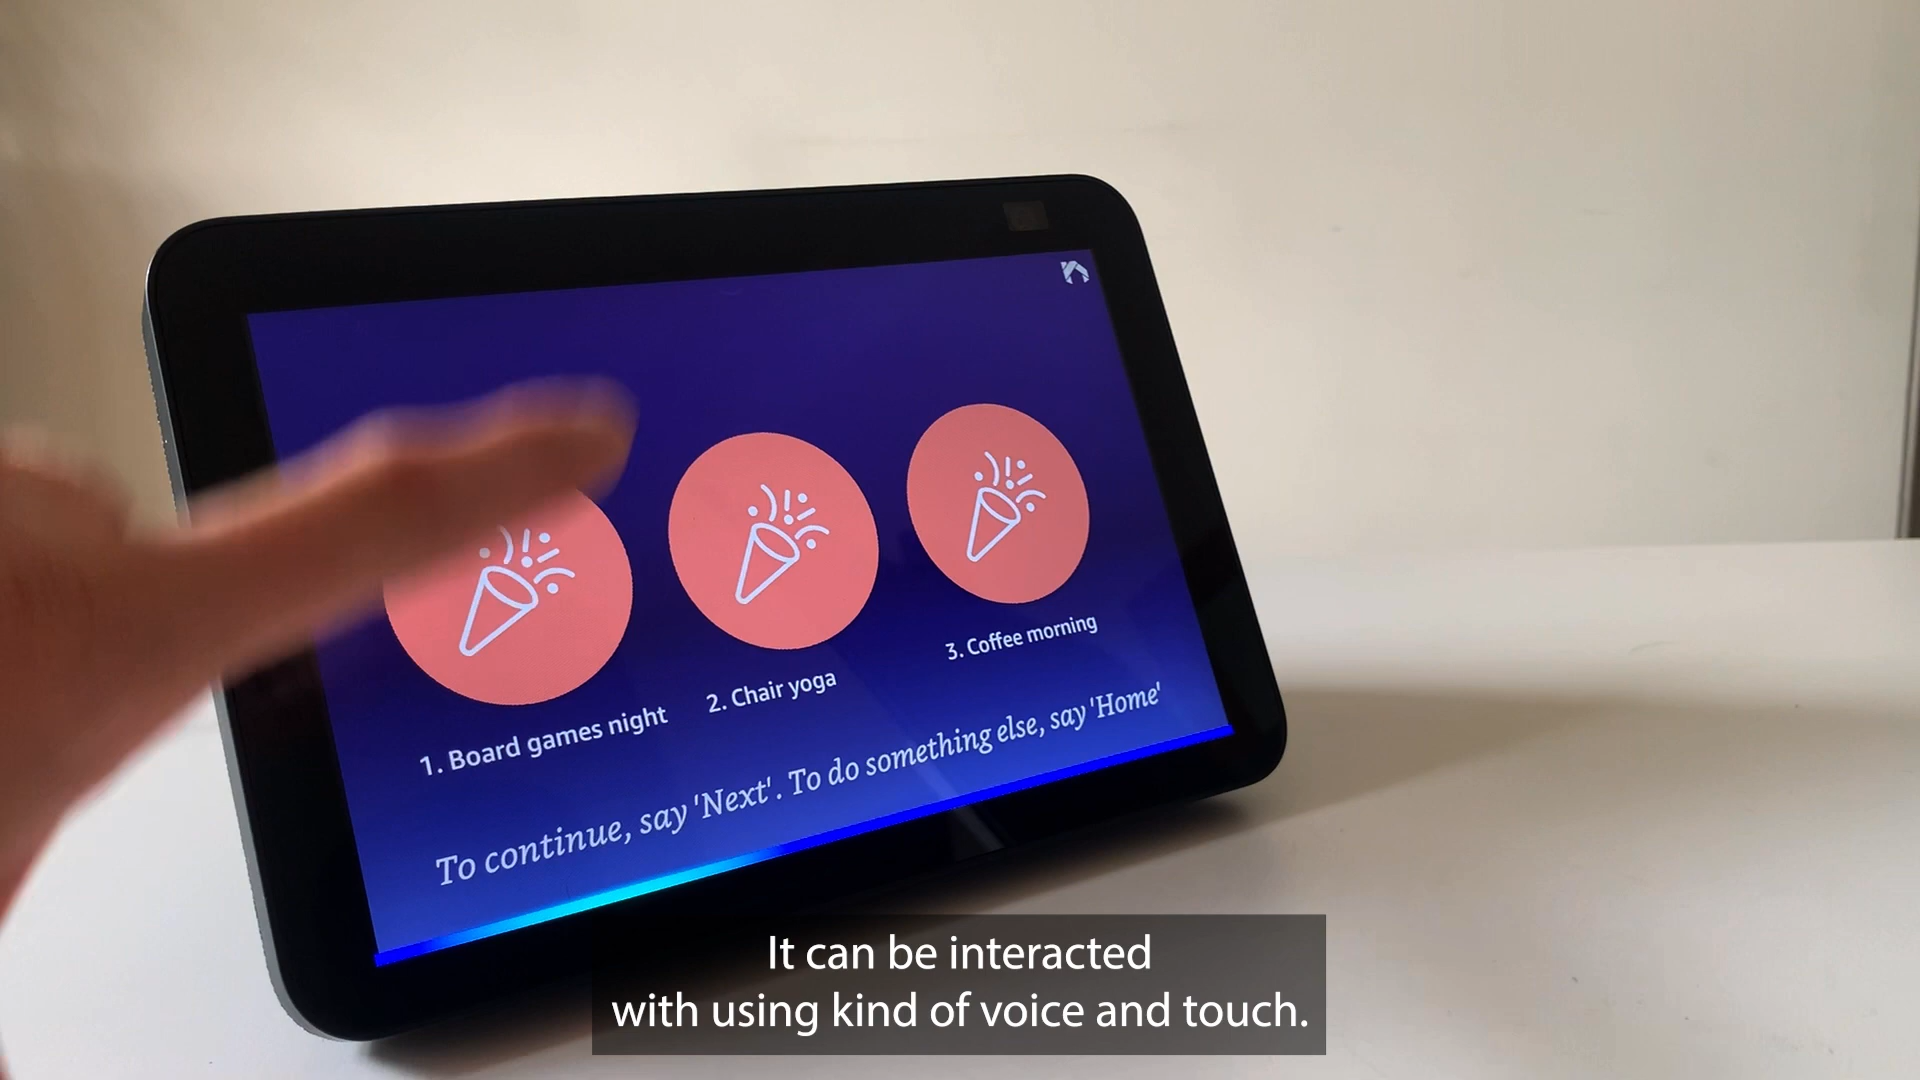 1. Board games night
2. Chair yoga
3. Coffee morning
To continue, say 'Next'. To do something else, say 'Home'
It can be interacted
with using kind of voice and touch.